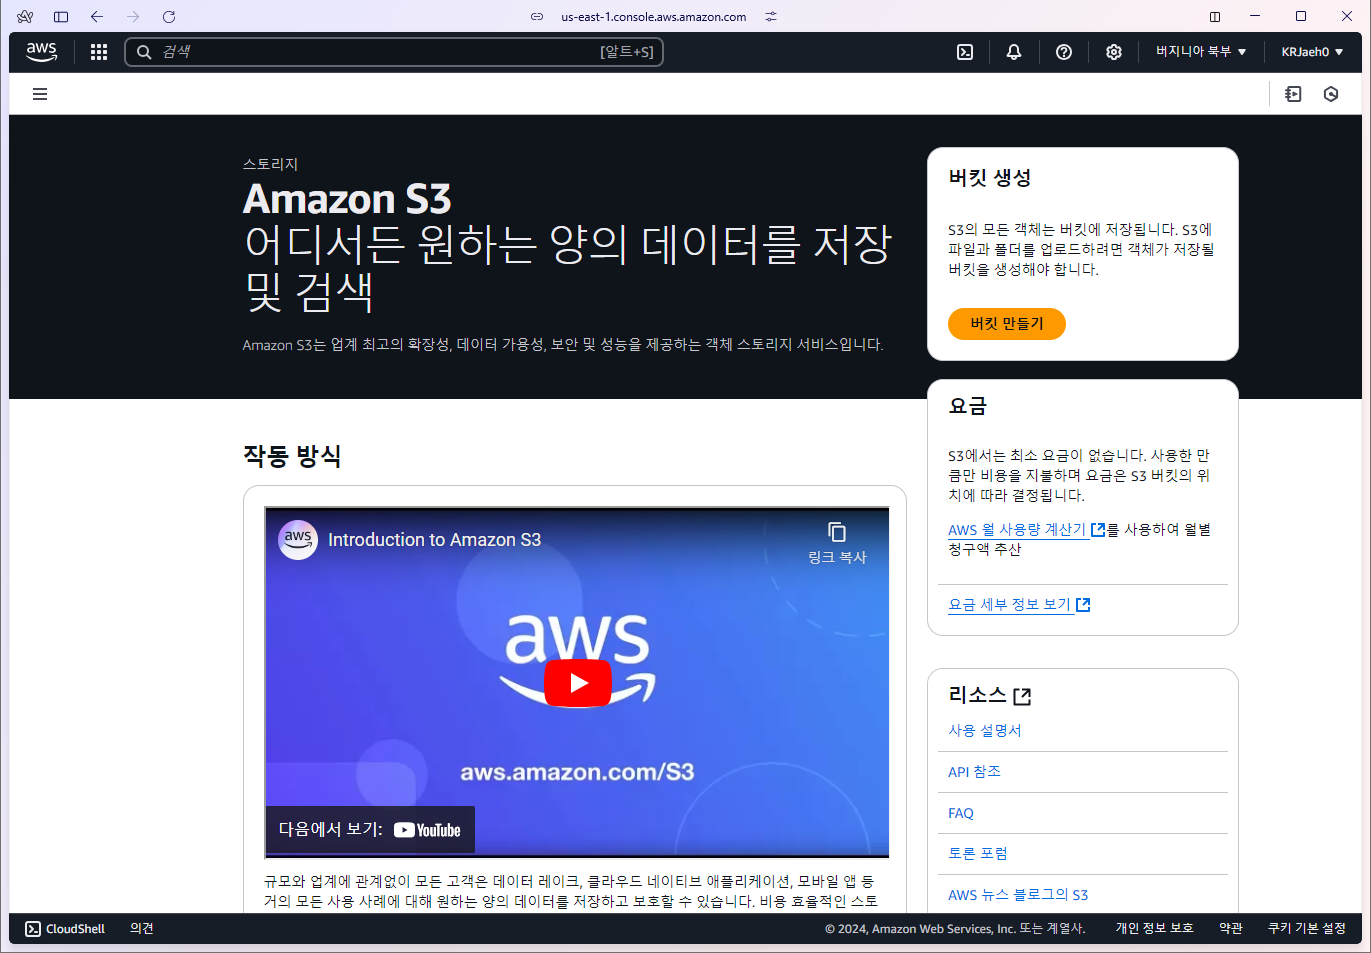 us-east-1.console.aws.amazon.com
aws
검색
[알트+S]
버지니아 북부
KRJaeh0
스토리지
Amazon S3
어디서든 원하는 양의 데이터를 저장
및 검색
Amazon S3는 업계 최고의 확장성, 데이터 가용성, 보안 및 성능을 제공하는 객체 스토리지 서비스입니다.
버킷 생성
S3의 모든 객체는 버킷에 저장됩니다. S3에
파일과 폴더를 업로드하려면 객체가 저장될
버킷을 생성해야 합니다.
버킷 만들기
요금
S3에서는 최소 요금이 없습니다. 사용한 만
큼만 비용을 지불하며 요금은 S3 버킷의 위
치에 따라 결정됩니다.
AWS 월 사용량 계산기를 사용하여 월별
청구액 추산
요금 세부 정보 보기
작동 방식
aws
Introduction to Amazon S3
링크 복사
aws
aws.amazon.com/S3
다음에서 보기: YouTube
규모와 업계에 관계없이 모든 고객은 데이터 레이크, 클라우드 네이티브 애플리케이션, 모바일 앱 등
거의 모든 사용 사례에 대해 원하는 양의 데이터를 저장하고 보호할 수 있습니다. 비용 효율적인 스토
리소스
사용 설명서
API 참조
FAQ
토론 포럼
AWS 뉴스 블로그의 S3
CloudShell
의견
© 2024, Amazon Web Services, Inc. 또는 계열사.
개인 정보 보호
약관
쿠키 기본 설정